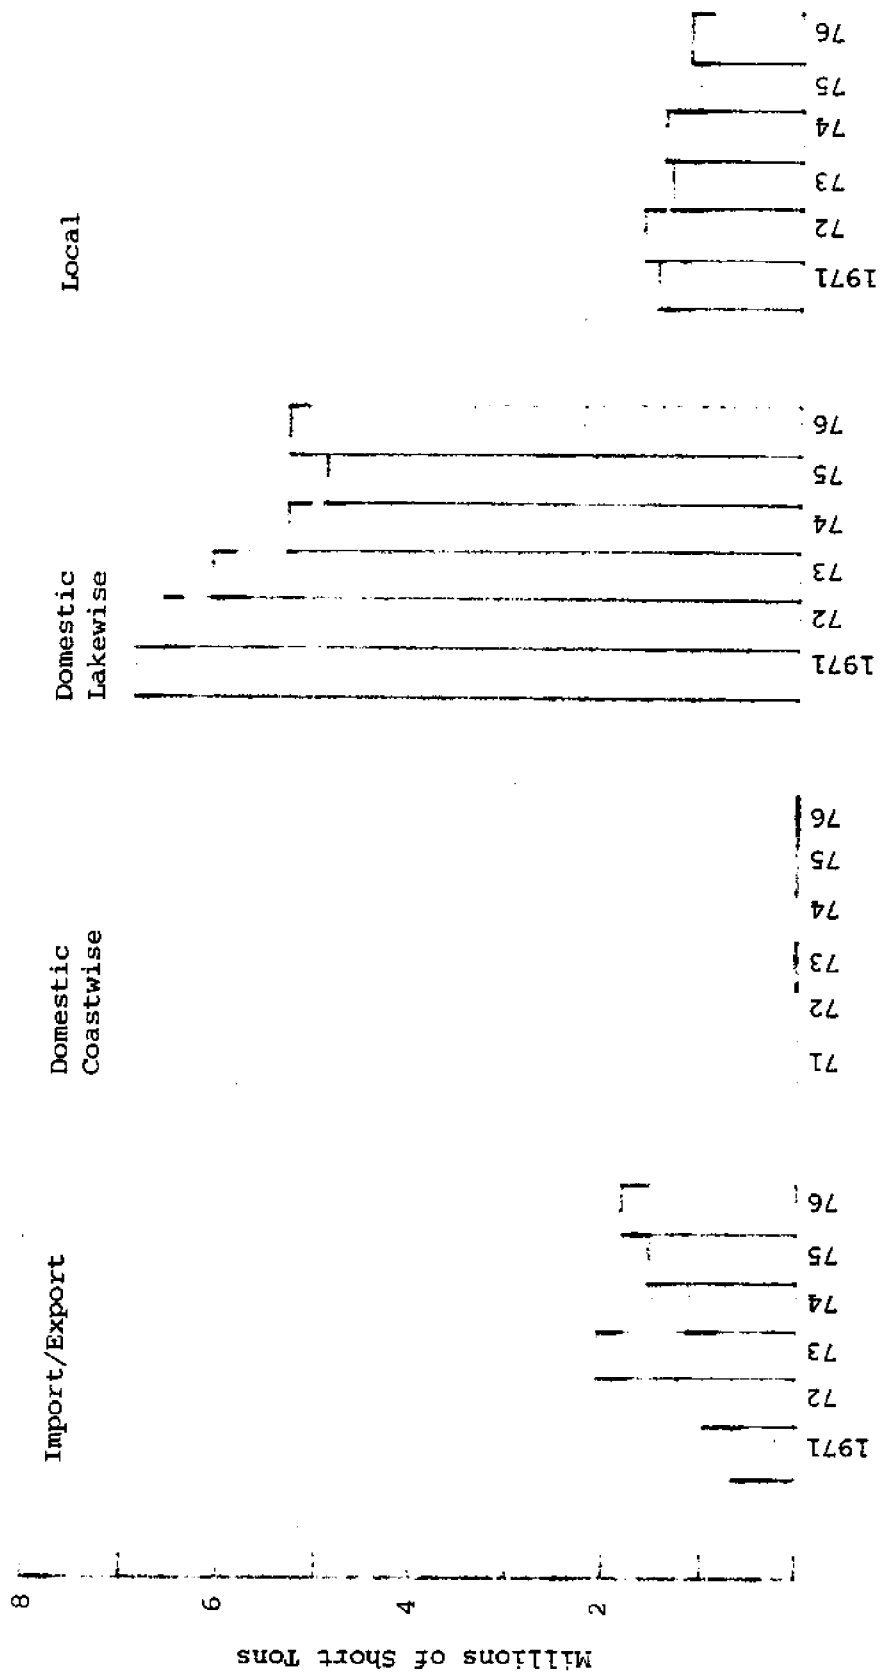 Import/Export
Domestic
Coastwise
Domestic
Lakewise
Local
Millions of Short Tons
8
6
4
2
1971 72 73 74 75 76
71 72 73 74 75 76
1971 72 73 74 75 76
1971 72 73 74 75 76